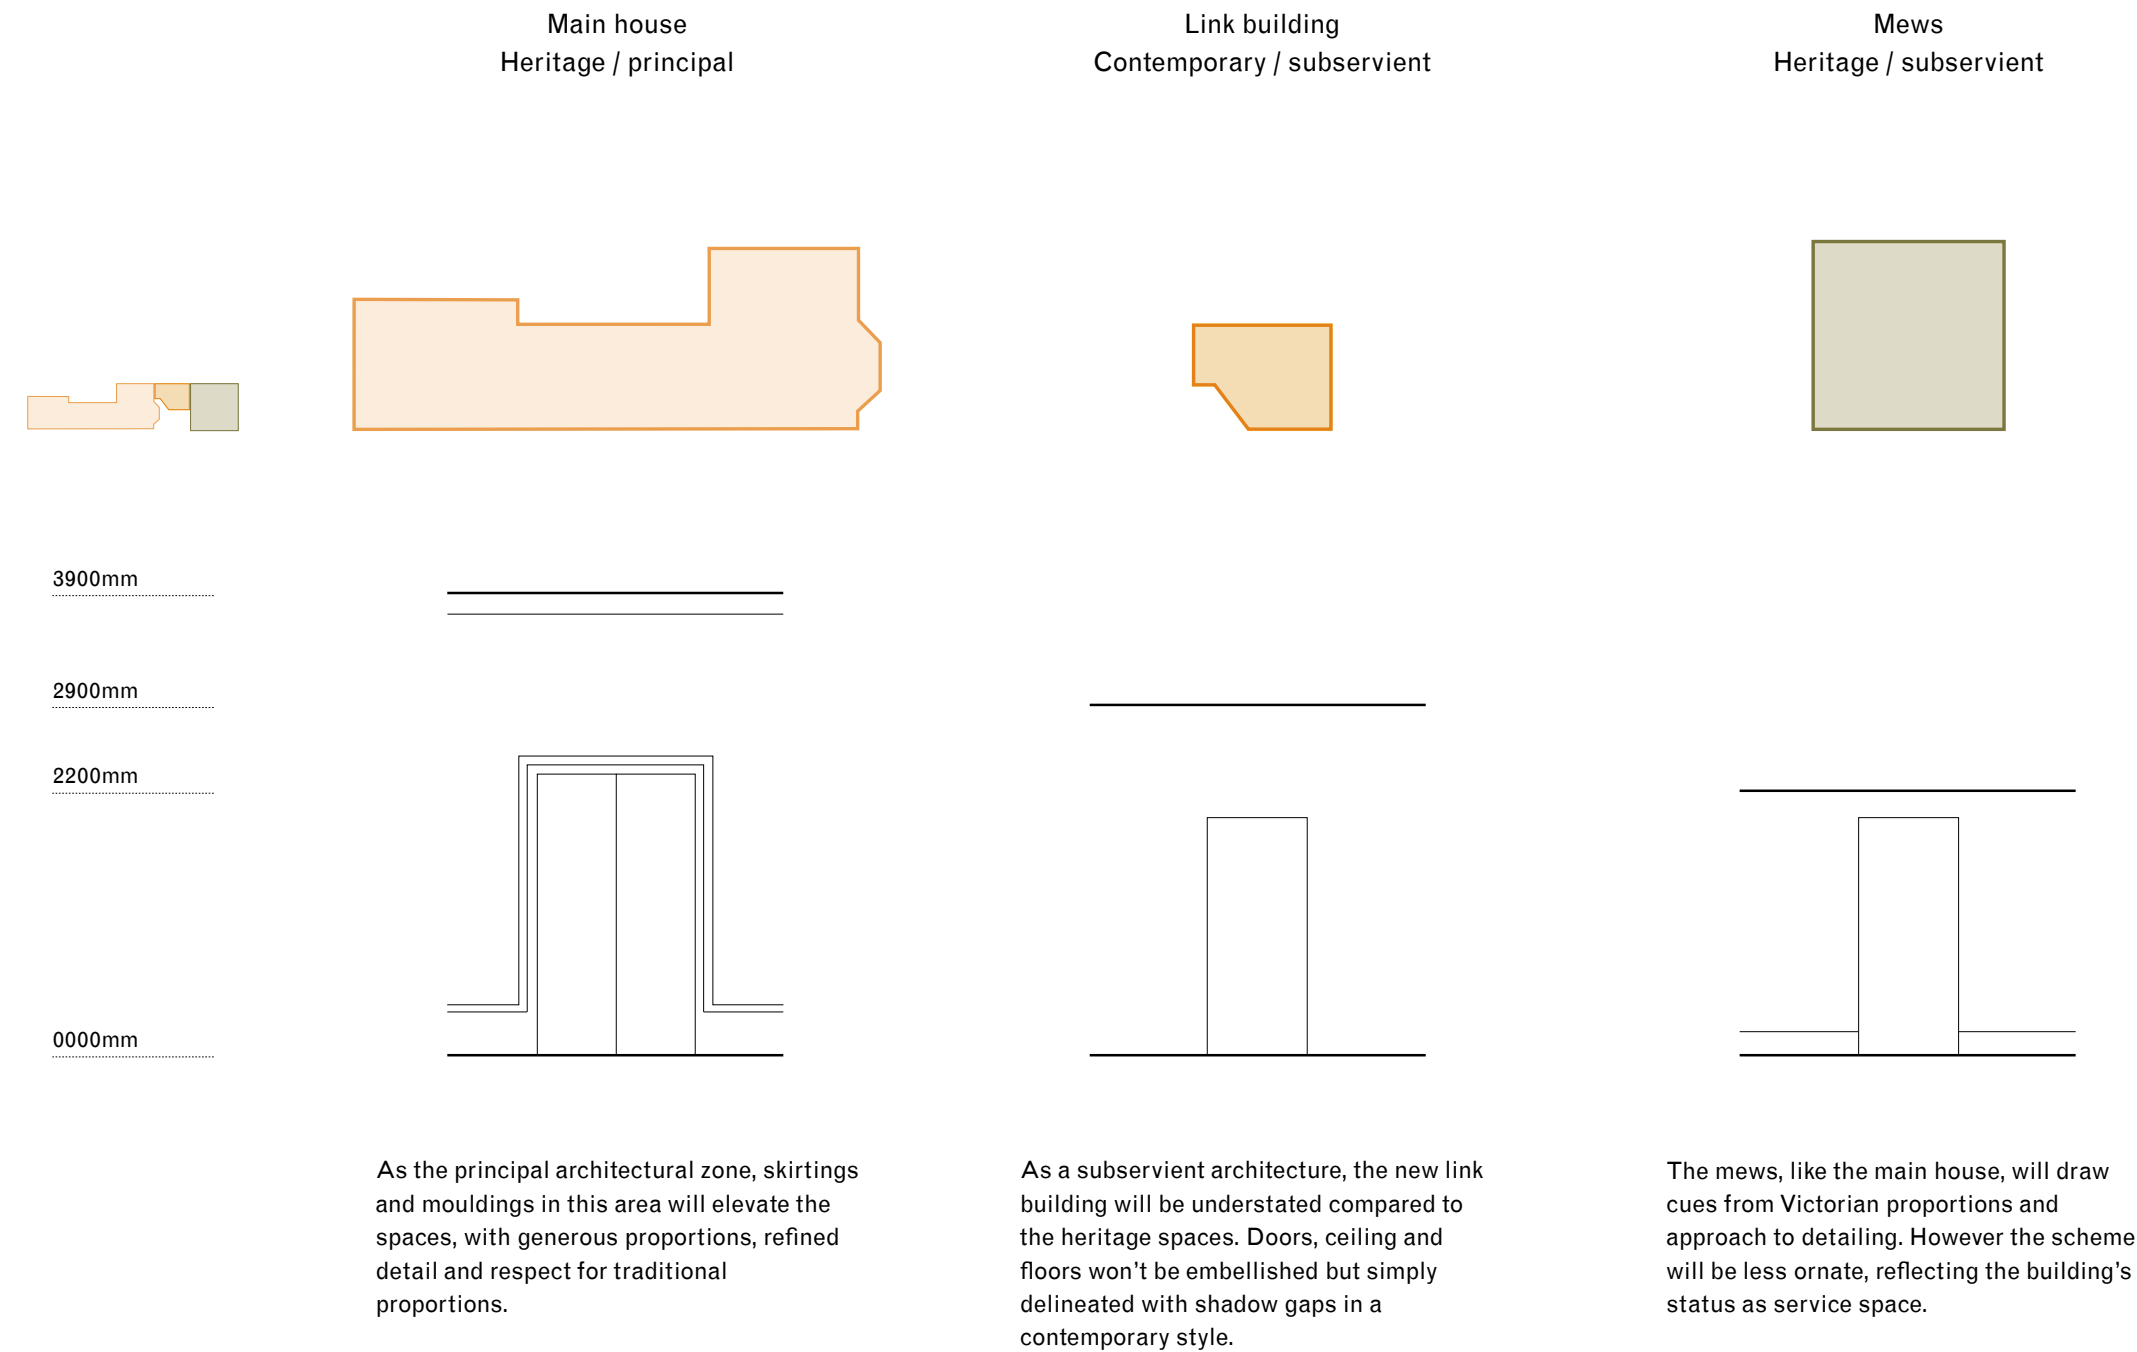 Main house
Heritage / principal
Link building
Contemporary / subservient
Mews
Heritage / subservient
3900mm
2900mm
2200mm
0000mm
As the principal architectural zone, skirtings
and mouldings in this area will elevate the
spaces, with generous proportions, refined
detail and respect for traditional
proportions.
As a subservient architecture, the new link
building will be understated compared to
the heritage spaces. Doors, ceiling and
floors won’t be embellished but simply
delineated with shadow gaps in a
contemporary style.
The mews, like the main house, will draw
cues from Victorian proportions and
approach to detailing. However the scheme
will be less ornate, reflecting the building’s
status as service space.